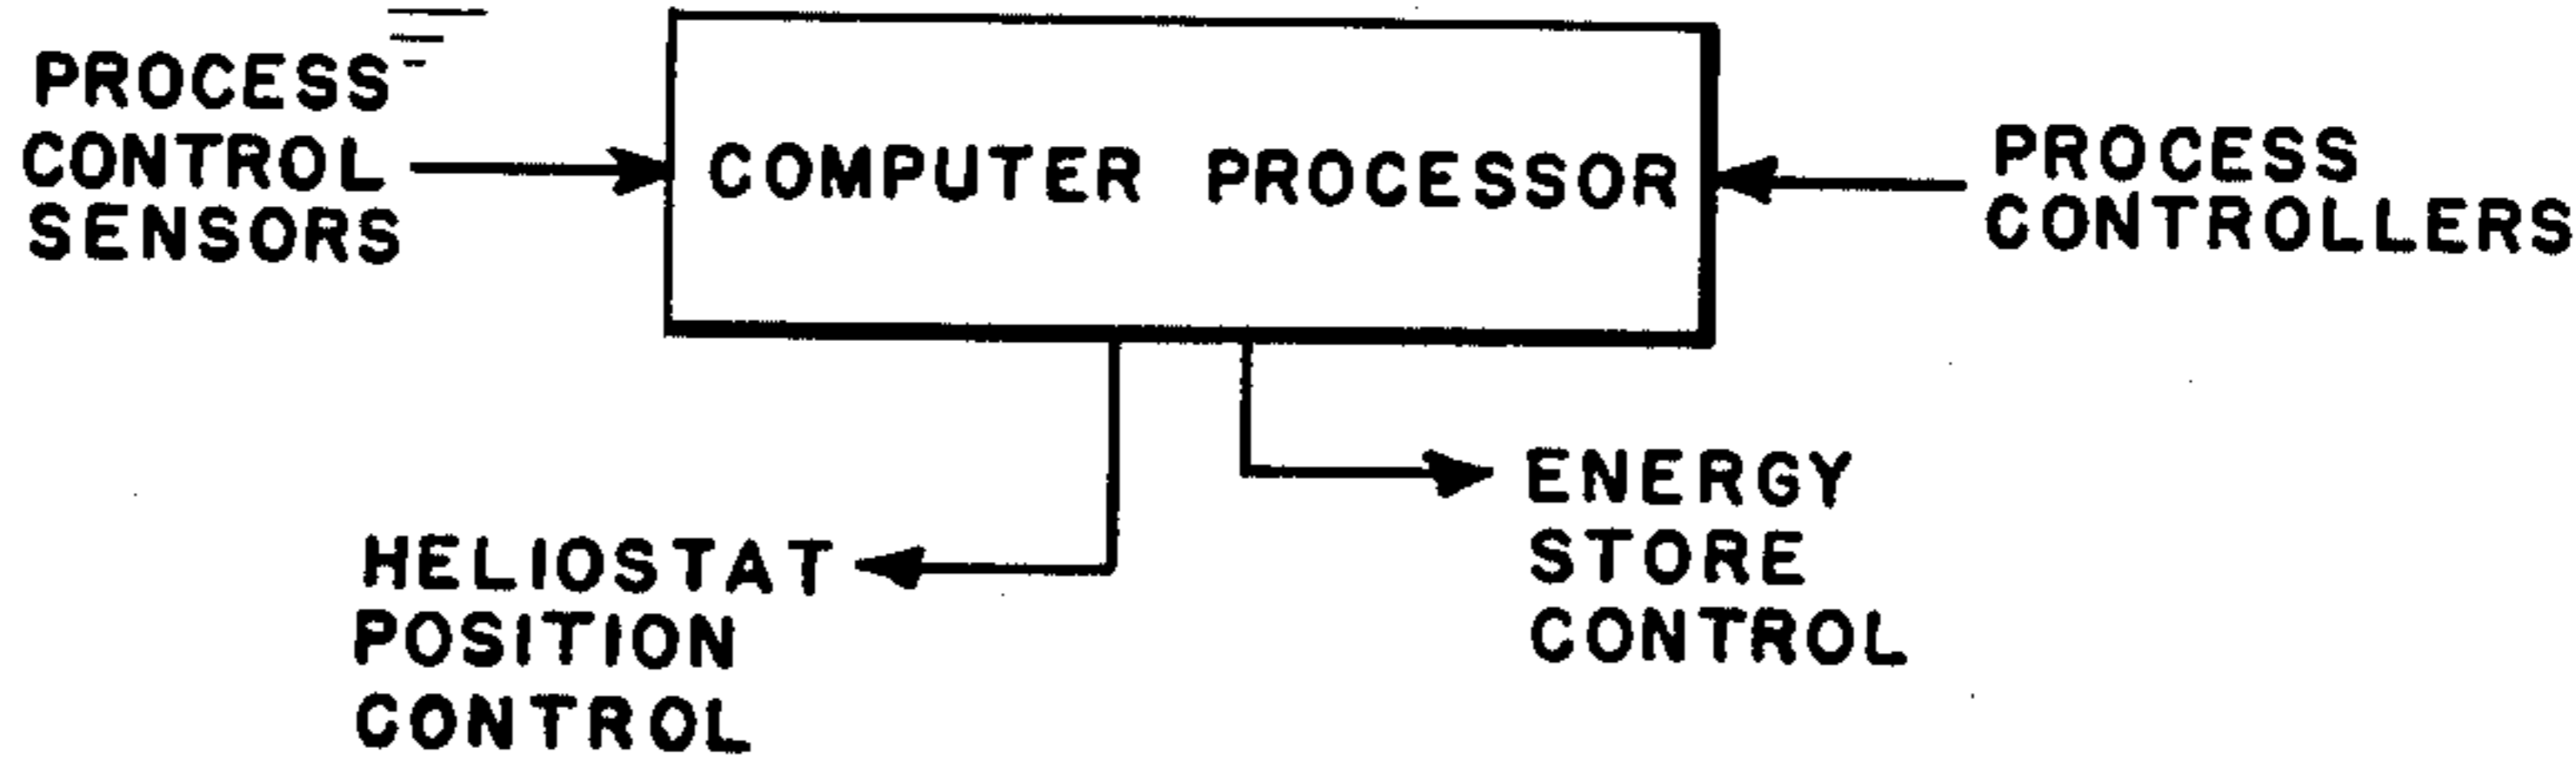 PROCESS
CONTROL
SENSORS
COMPUTER PROCESSOR
PROCESS
CONTROLLERS
HELIOSTAT
POSITION
CONTROL
ENERGY
STORE
CONTROL